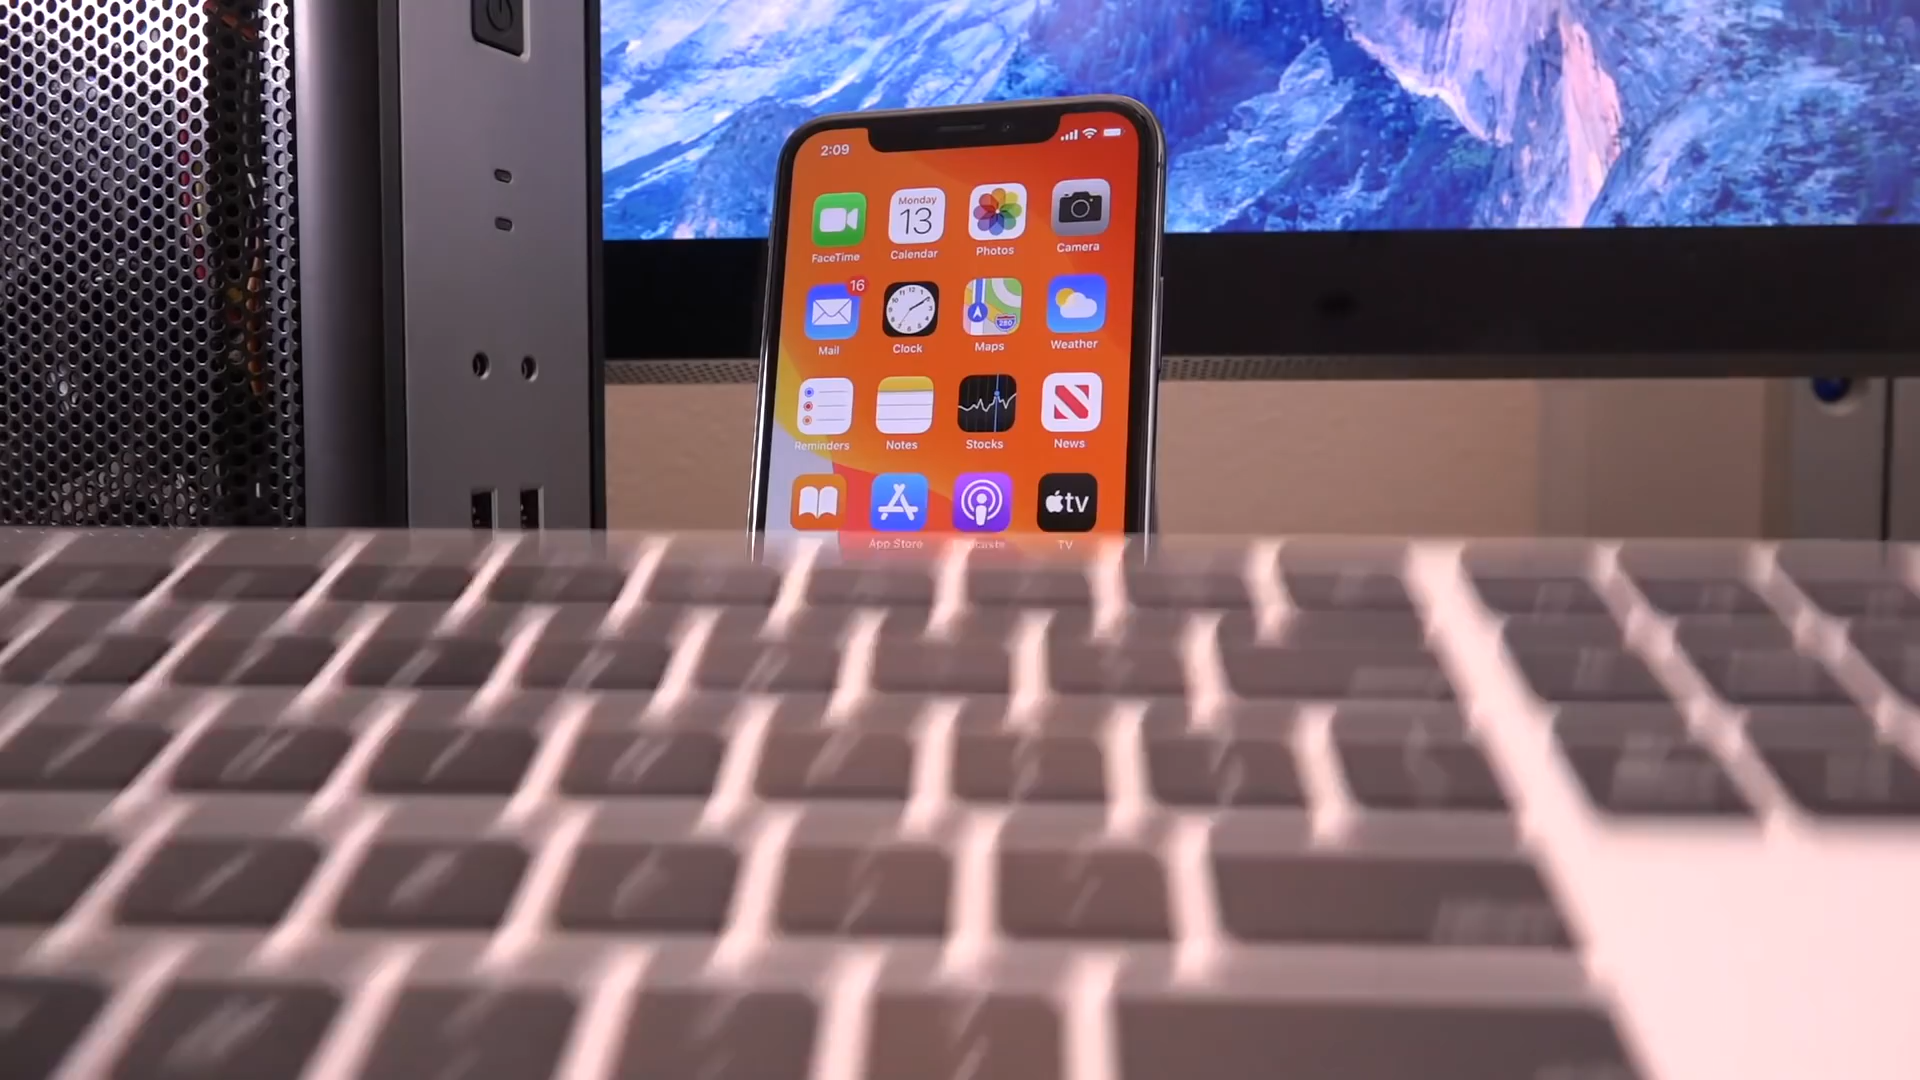 2:09
Monday
13
FaceTime
Calendar
Photos
Camera
16
280
Mail
Clock
Maps
Weather
Reminders
Notes
Stocks
News
tv
App Store
TV